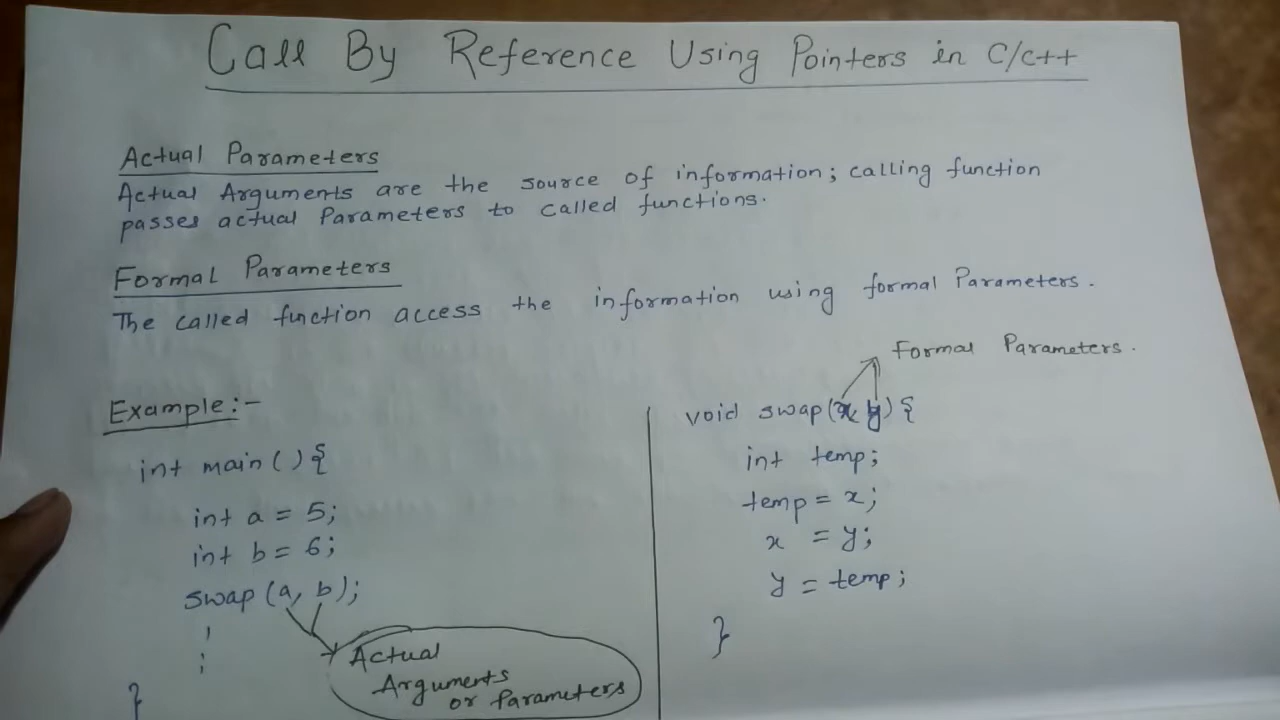 Call By Reference Using Pointers in C/C++
Actual Parameters
Actual Arguments are the source of information; calling function
passes actual Parameters to called functions.
Formal Parameters
The called function access the information using formal Parameters.
Example:-
int main(){
int a = 5;
int b = 6;
swap (a, b);
}
Actual
Arguments
or Parameters
Formal Parameters.
void swap(x y){
int temp;
temp = x;
x = y;
y = temp;
}